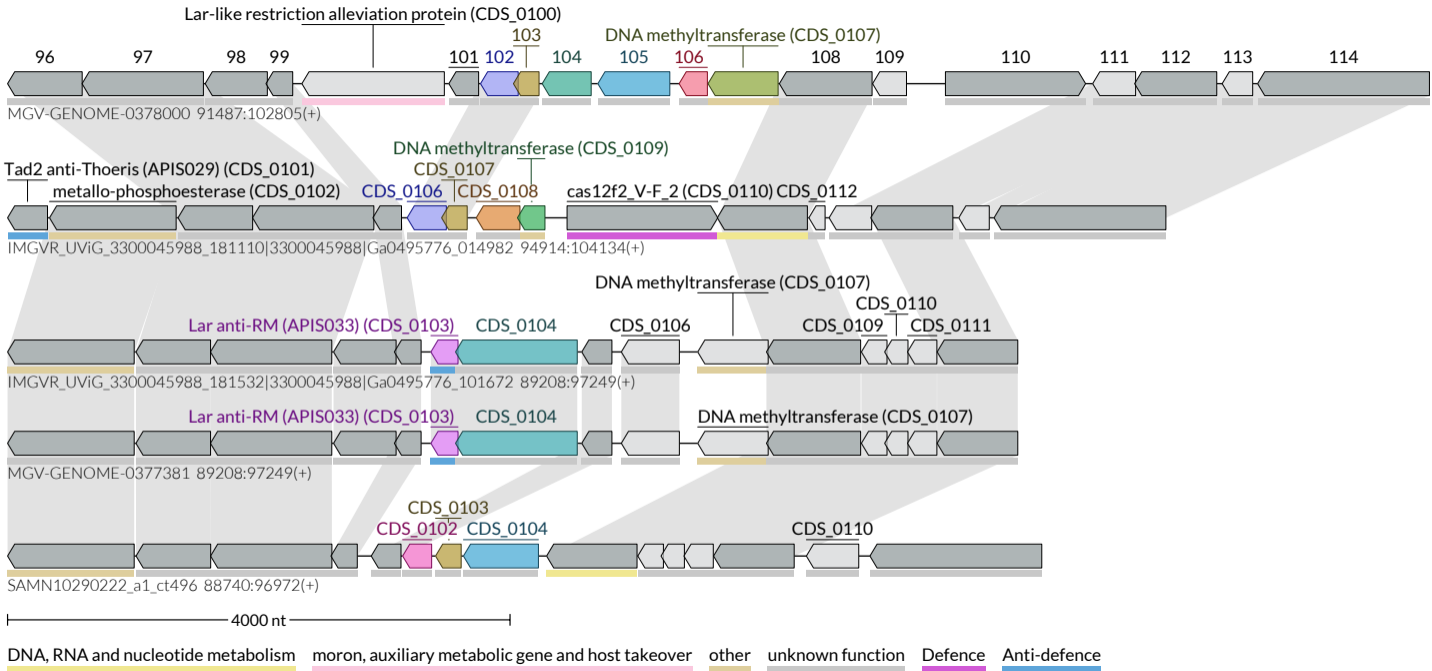 Lar-like restriction alleviation protein (CDS_0100)
103 DNA methyltransferase (CDS_0107)
96 97 98 99 101 102 104 105 106 108 109 110 111 112 113 114
MGV-GENOME-0378000 91487:102805(+)
DNA methyltransferase (CDS_0109)
Tad2 anti-Thoeris (APIS029) (CDS_0101) CDS_0107
metallo-phosphoesterase (CDS_0102) CDS_0106 CDS_0108 cas12f2_V-F_2 (CDS_0110) CDS_0112
IMGVR_UViG_3300045988_181110|3300045988|Ga0495776_014982 94914:104134(+)
DNA methyltransferase (CDS_0107)
CDS_0110
Lar anti-RM (APIS033) (CDS_0103) CDS_0104 CDS_0106 CDS_0109 CDS_0111
IMGVR_UViG_3300045988_181532|3300045988|Ga0495776_101672 89208:97249(+)
Lar anti-RM (APIS033) (CDS_0103) CDS_0104 DNA methyltransferase (CDS_0107)
MGV-GENOME-0377381 89208:97249(+)
CDS_0103
CDS_0102 CDS_0104 CDS_0110
SAMN10290222_a1_ct496 88740:96972(+)
4000 nt
DNA, RNA and nucleotide metabolism moron, auxiliary metabolic gene and host takeover other unknown function Defence Anti-defence